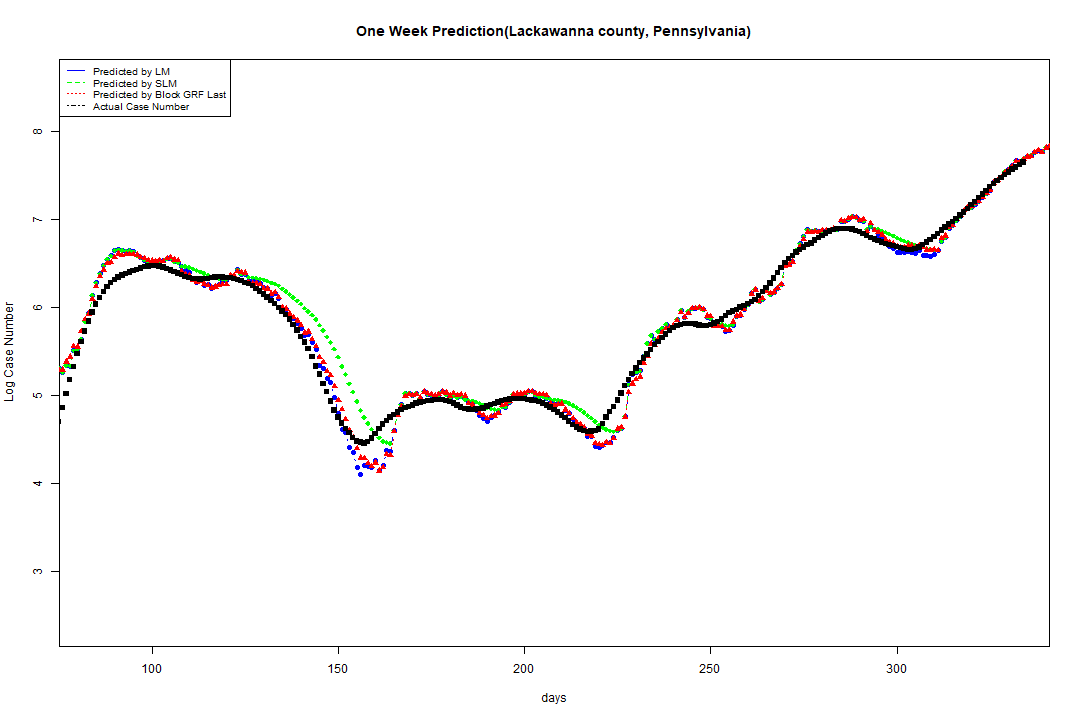 One Week Prediction(Lackawanna county, Pennsylvania)
Predicted by LM
Predicted by SLM
Predicted by Block GRF Last
Actual Case Number
8
7
6
5
4
3
Log Case Number
100 150 200 250 300
days